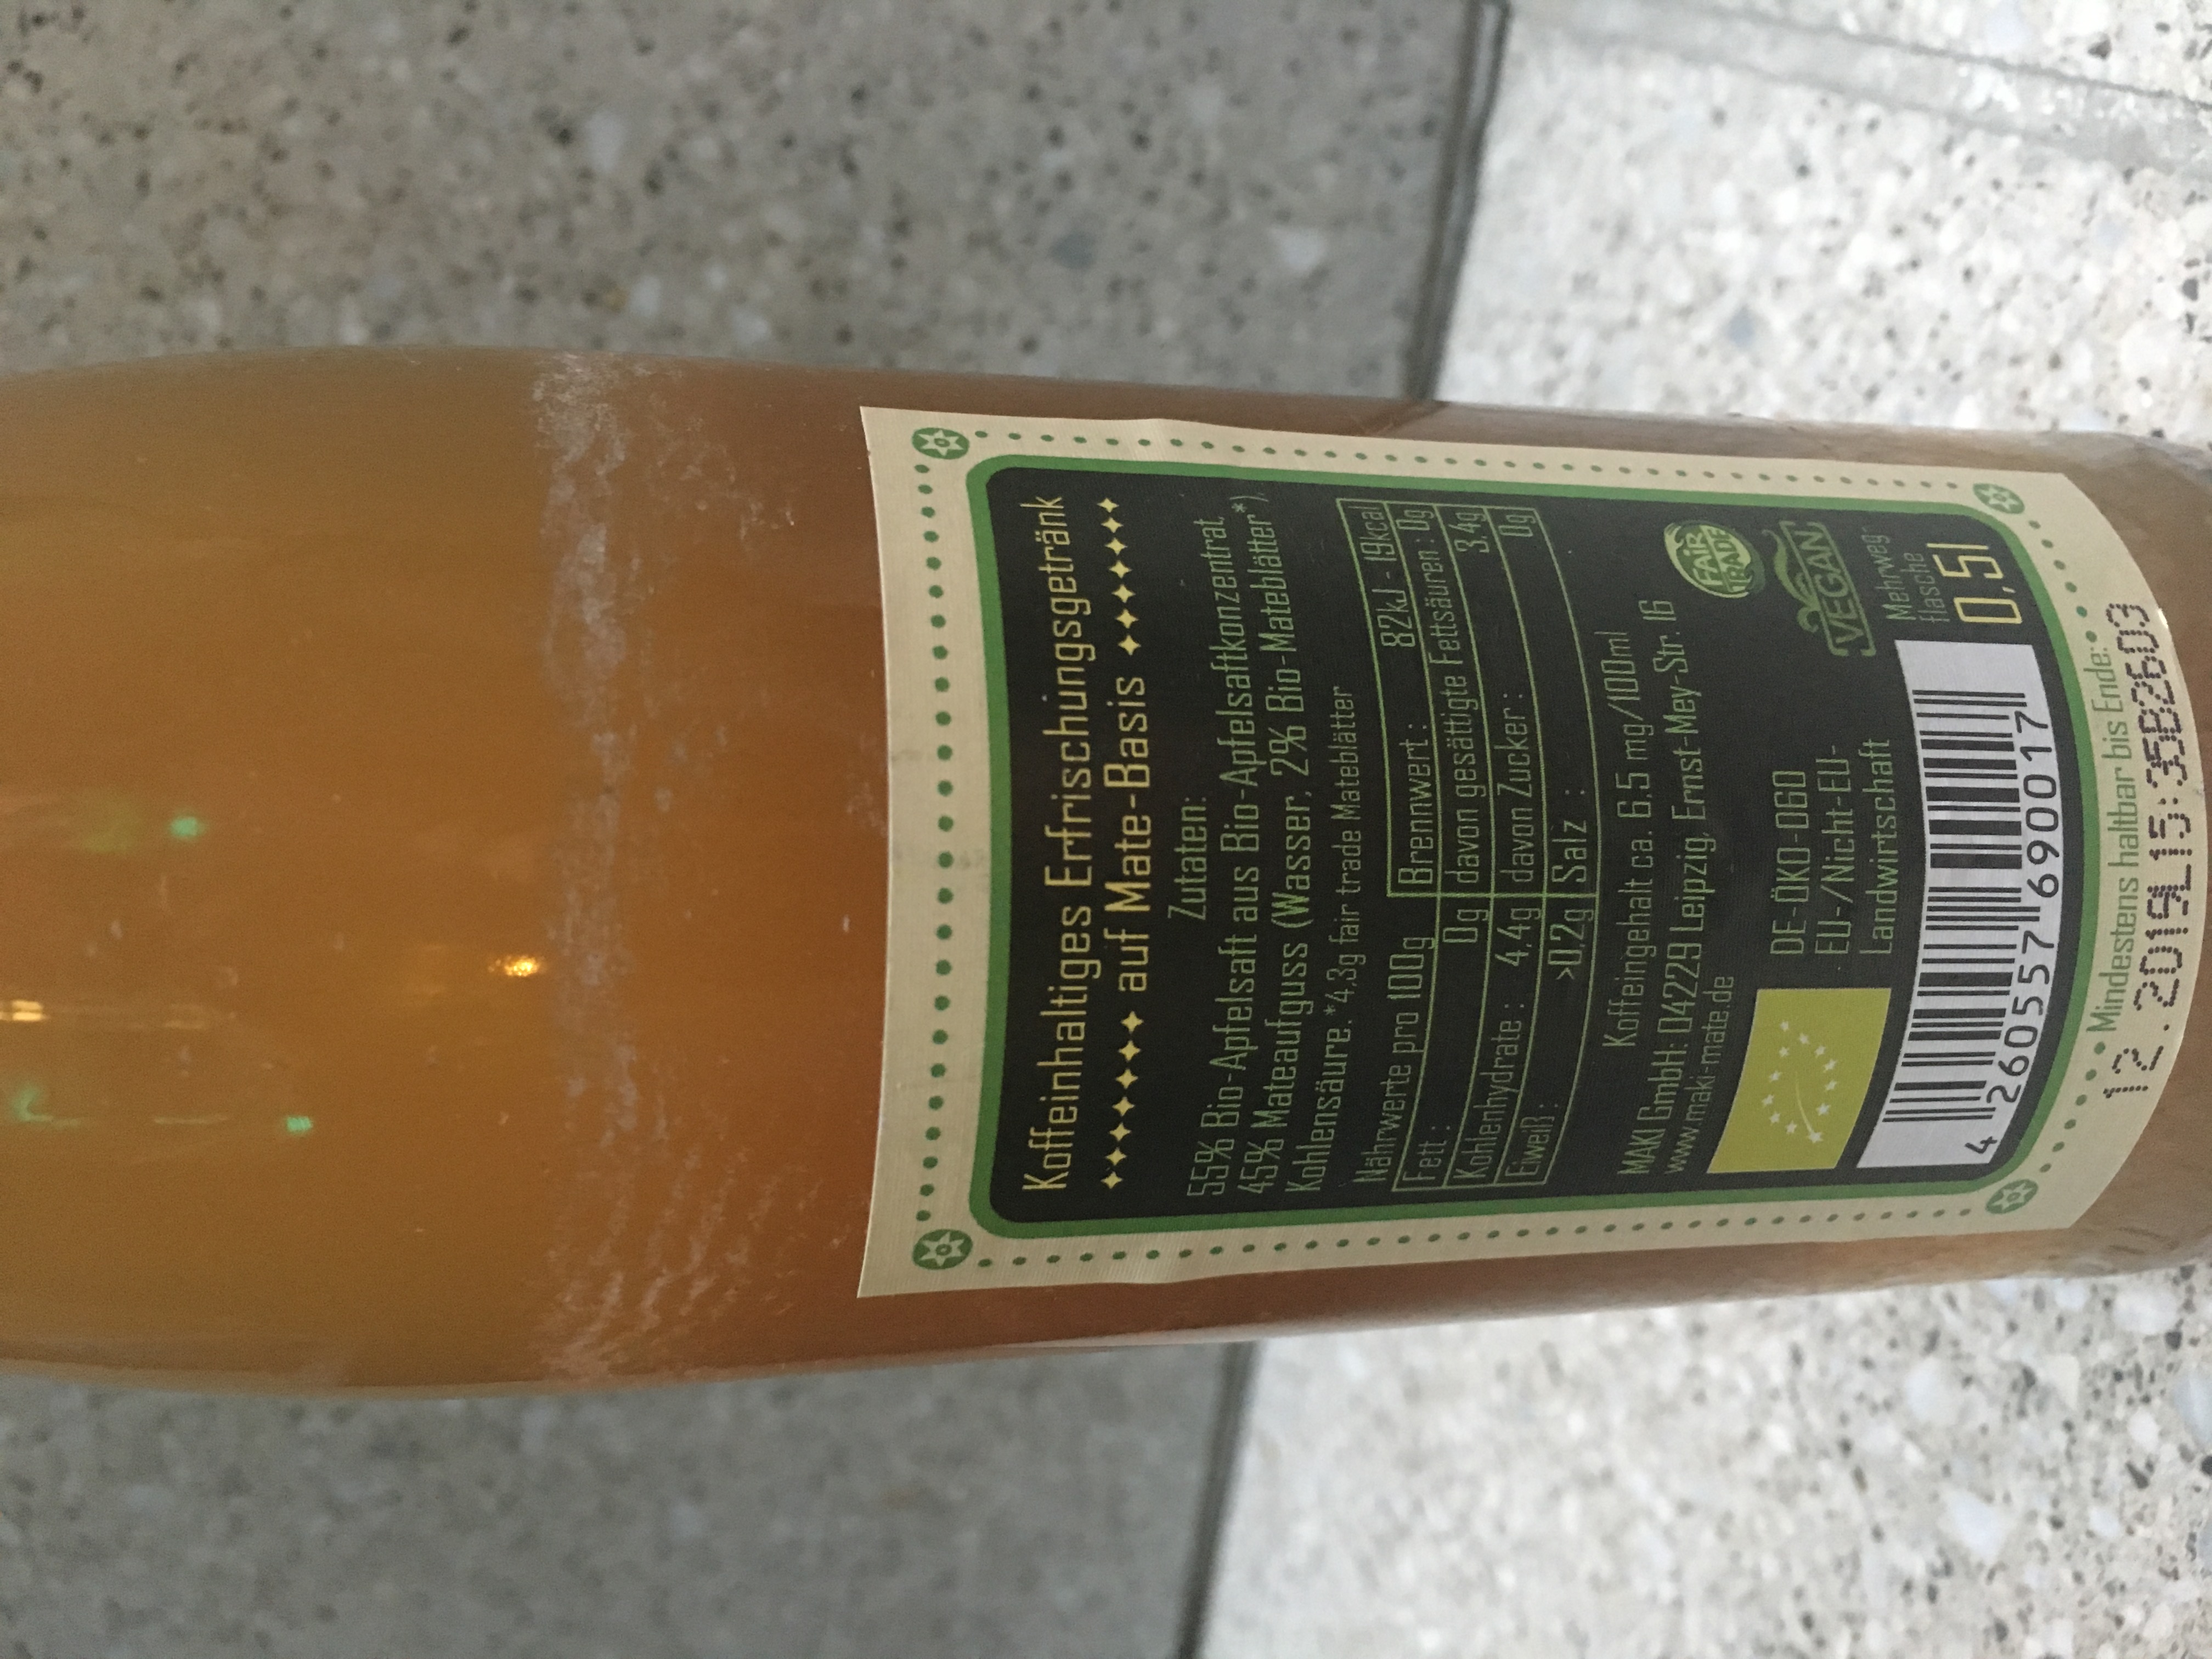 Koffeinhaltiges Erfrischungsgetränk
auf Mate-Basis
Zutaten:
55% Bio-Apfelsaft aus Bio-Apfelsaftkonzentrat,
45% Mateaufguss (Wasser, 2% Bio-Mateblätter*),
Kohlensäure. *4,3g fair trade Mateblätter
Nährwerte pro 100g Brennwert: 82kJ - 19kcal
Fett: 0g davon gesättigte Fettsäuren: 0g
Kohlenhydrate: 4,4g davon Zucker: 3,4g
Eiweiß: >0,2g Salz: 0g
Koffeingehalt ca. 6,5 mg/100ml
MAKI GmbH: 04229 Leipzig, Ernst-Mey-Str. 16
www.maki-mate.de
FAIR
TRADE
DE-ÖKO-060
EU-/Nicht-EU-
Landwirtschaft
VEGAN
Mehrweg-
flasche
0,5l
4 260557 690017
Mindestens haltbar bis Ende:
12.2019L15:35B2603